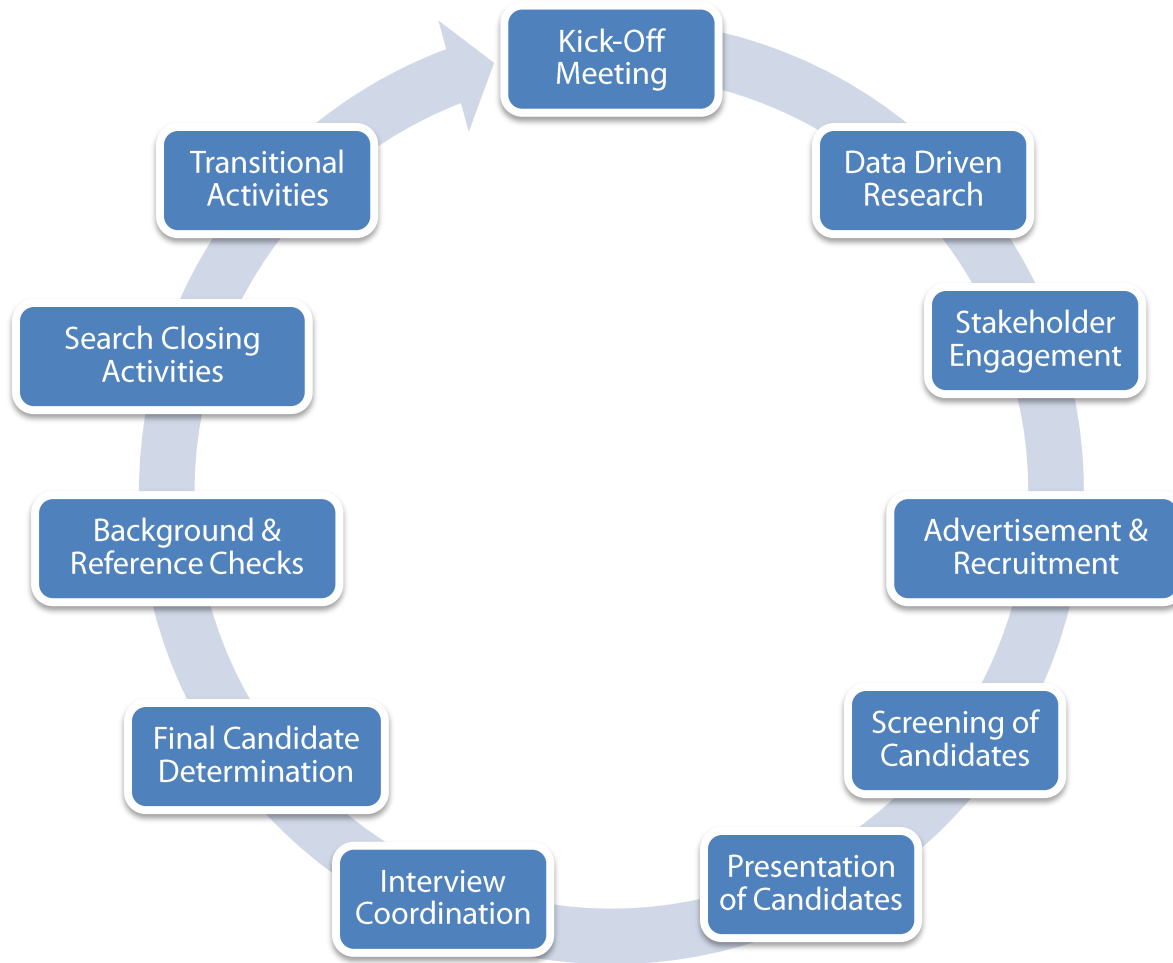 Kick-Off
Meeting
Data Driven
Research
Stakeholder
Engagement
Advertisement &
Recruitment
Screening of
Candidates
Presentation
of Candidates
Interview
Coordination
Final Candidate
Determination
Background &
Reference Checks
Search Closing
Activities
Transitional
Activities